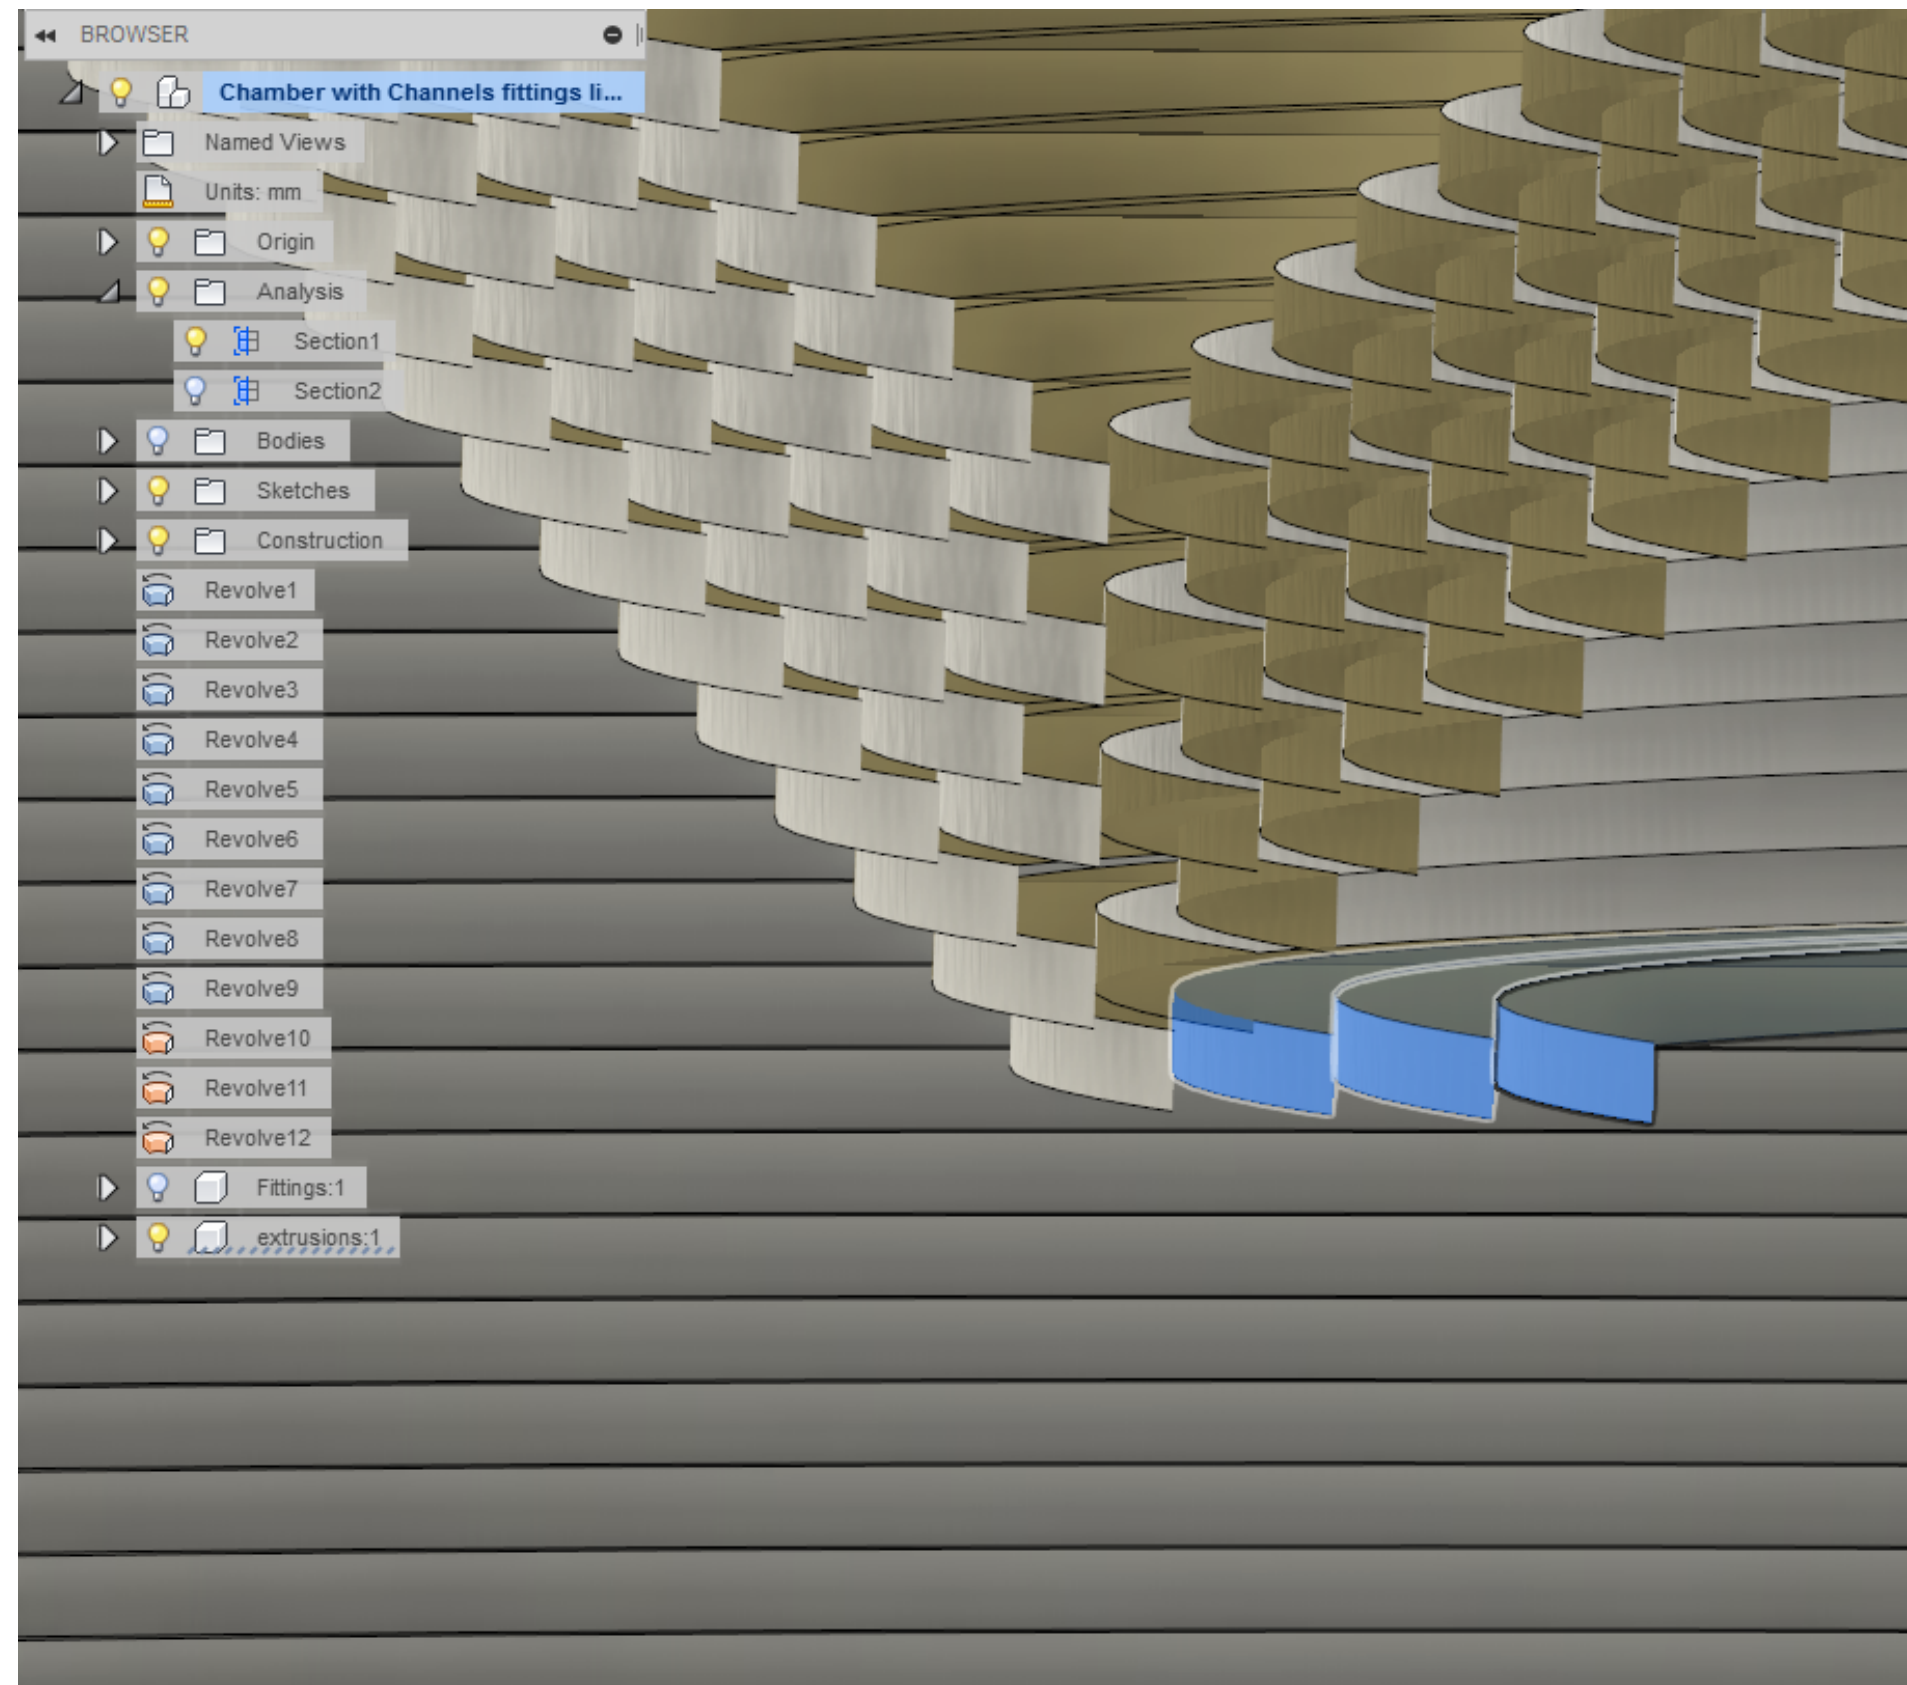 BROWSER
Chamber with Channels fittings li...
Named Views
Units: mm
Origin
Analysis
Section1
Section2
Bodies
Sketches
Construction
Revolve1
Revolve2
Revolve3
Revolve4
Revolve5
Revolve6
Revolve7
Revolve8
Revolve9
Revolve10
Revolve11
Revolve12
Fittings:1
extrusions:1